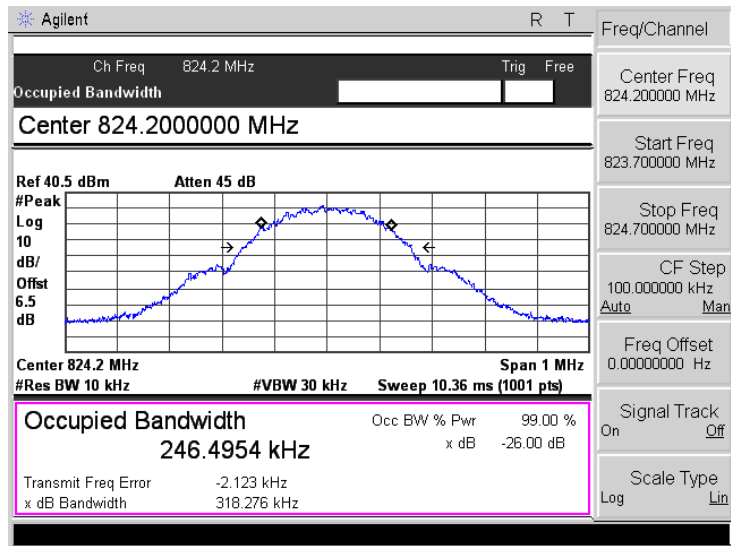 Agilent R T
Ch Freq 824.2 MHz Trig Free
Occupied Bandwidth
Center 824.2000000 MHz
Ref 40.5 dBm Atten 45 dB
#Peak
Log
10
dB/
Offst
6.5
dB
Center 824.2 MHz Span 1 MHz
#Res BW 10 kHz #VBW 30 kHz Sweep 10.36 ms (1001 pts)
Occupied Bandwidth Occ BW % Pwr 99.00 %
246.4954 kHz x dB -26.00 dB
Transmit Freq Error -2.123 kHz
x dB Bandwidth 318.276 kHz
Freq/Channel
Center Freq
824.200000 MHz
Start Freq
823.700000 MHz
Stop Freq
824.700000 MHz
CF Step
100.000000 kHz
Auto Man
Freq Offset
0.00000000 Hz
Signal Track
On Off
Scale Type
Log Lin